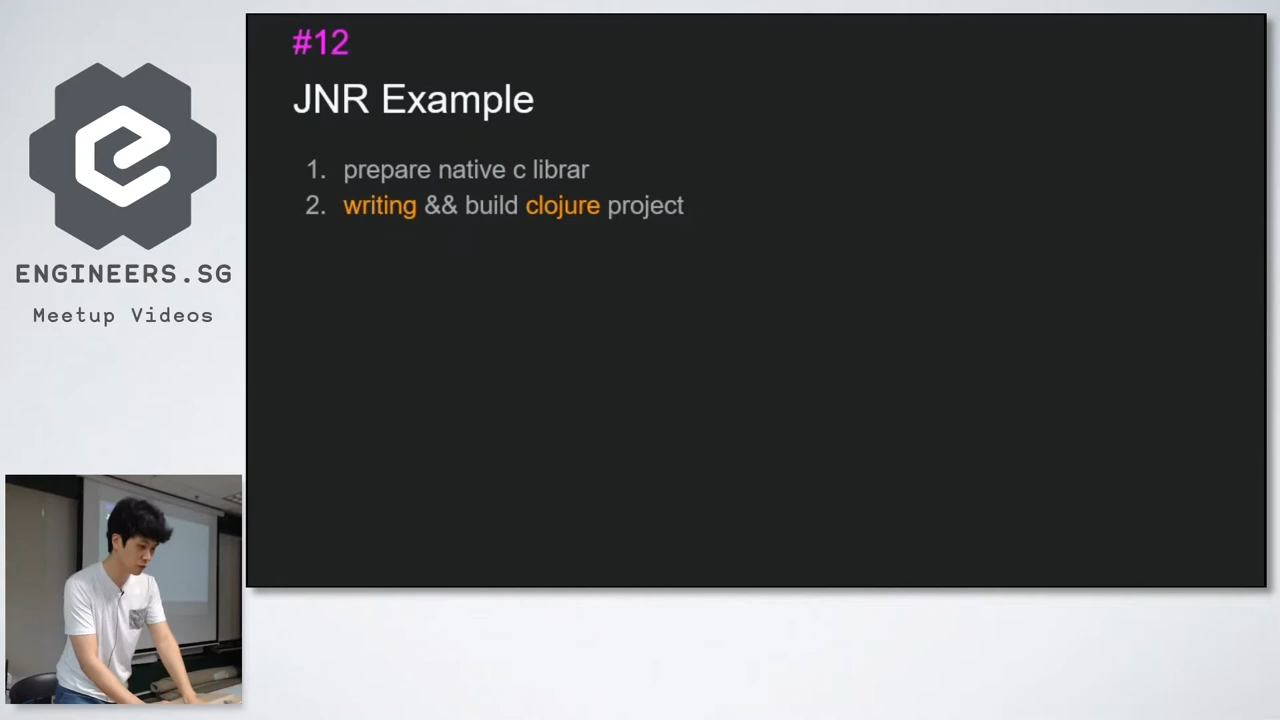 #12
JNR Example
1. prepare native c librar
2. writing && build clojure project
ENGINEERS.SG
Meetup Videos